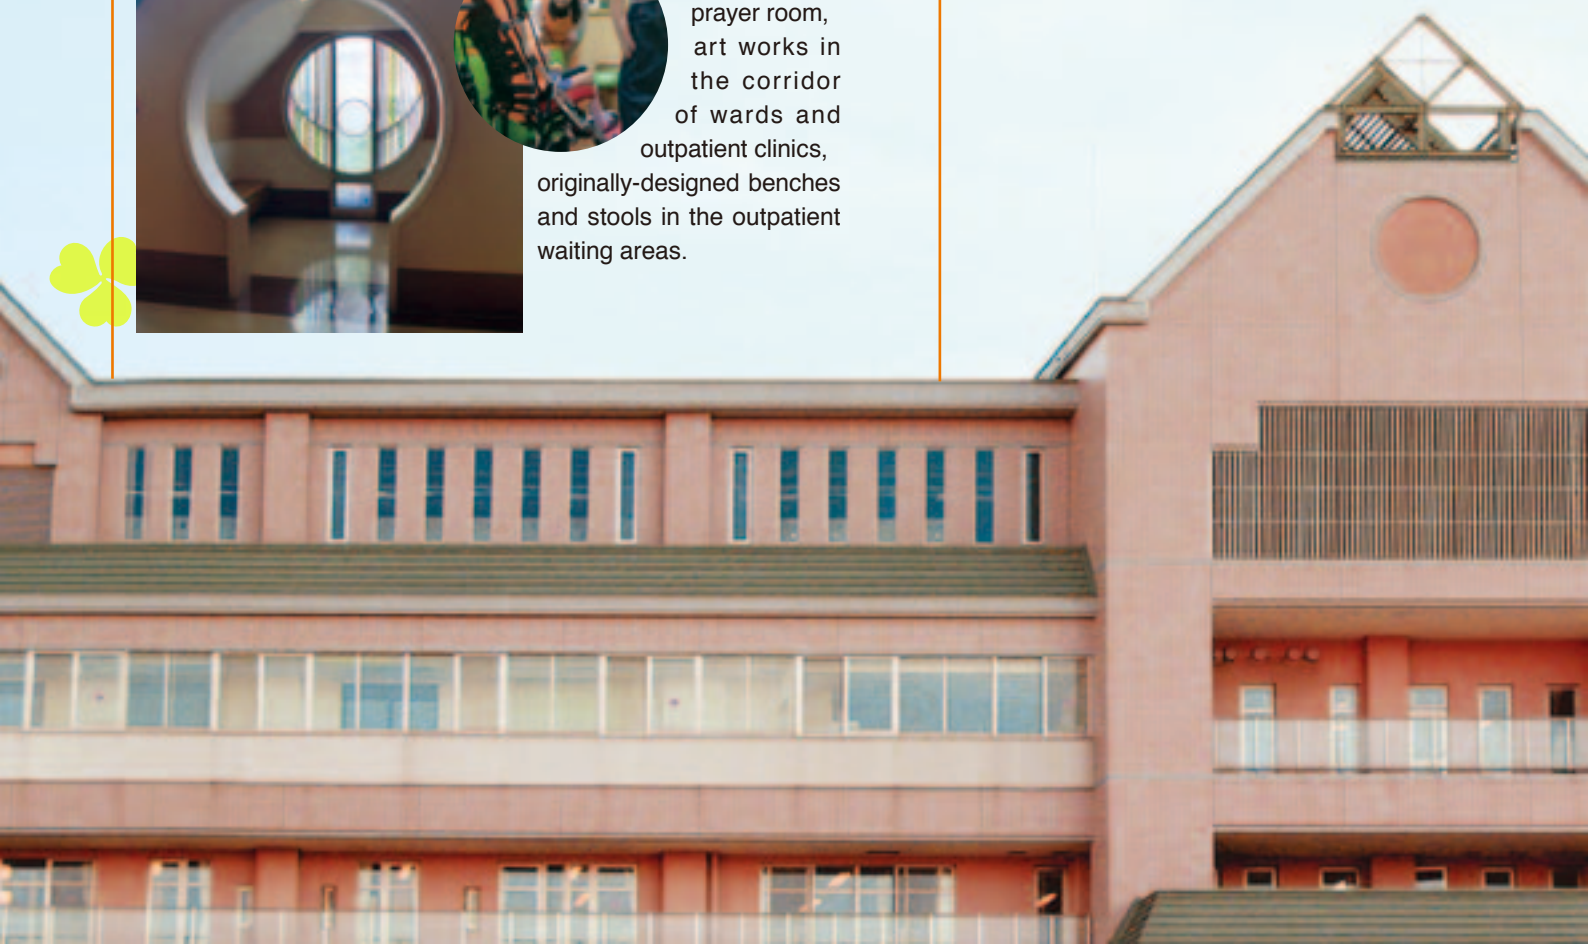 prayer room,
art works in
the corridor
of wards and
outpatient clinics,
originally-designed benches
and stools in the outpatient
waiting areas.